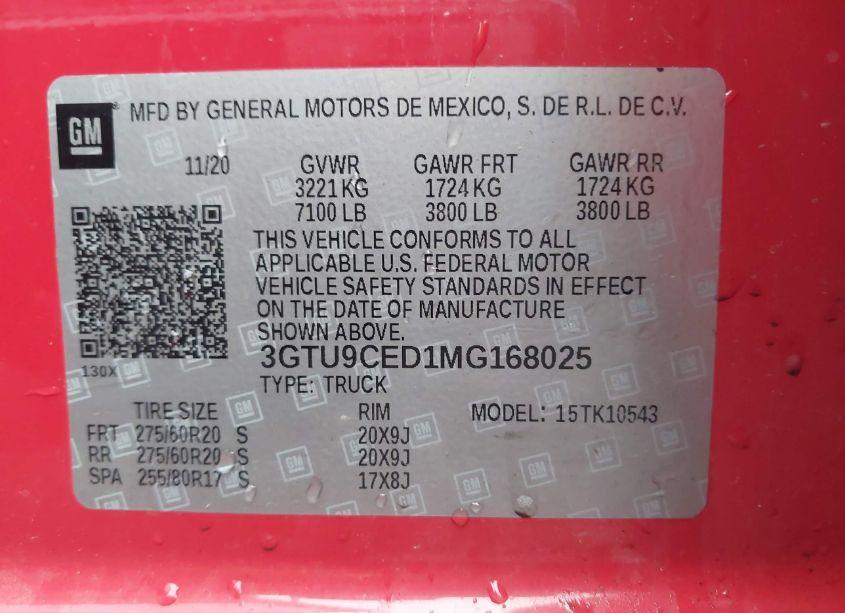 GM
MFD BY GENERAL MOTORS DE MEXICO, S. DE R.L. DE C.V.
11/20 GVWR GAWR FRT GAWR RR
3221 KG 1724 KG 1724 KG
7100 LB 3800 LB 3800 LB
THIS VEHICLE CONFORMS TO ALL
APPLICABLE U.S. FEDERAL MOTOR
VEHICLE SAFETY STANDARDS IN EFFECT
ON THE DATE OF MANUFACTURE
SHOWN ABOVE.
3GTU9CED1MG168025
130X
TYPE: TRUCK
TIRE SIZE RIM MODEL: 15TK10543
FRT 275/60R20 S 20X9J
RR 275/60R20 S 20X9J
SPA 255/80R17 S 17X8J